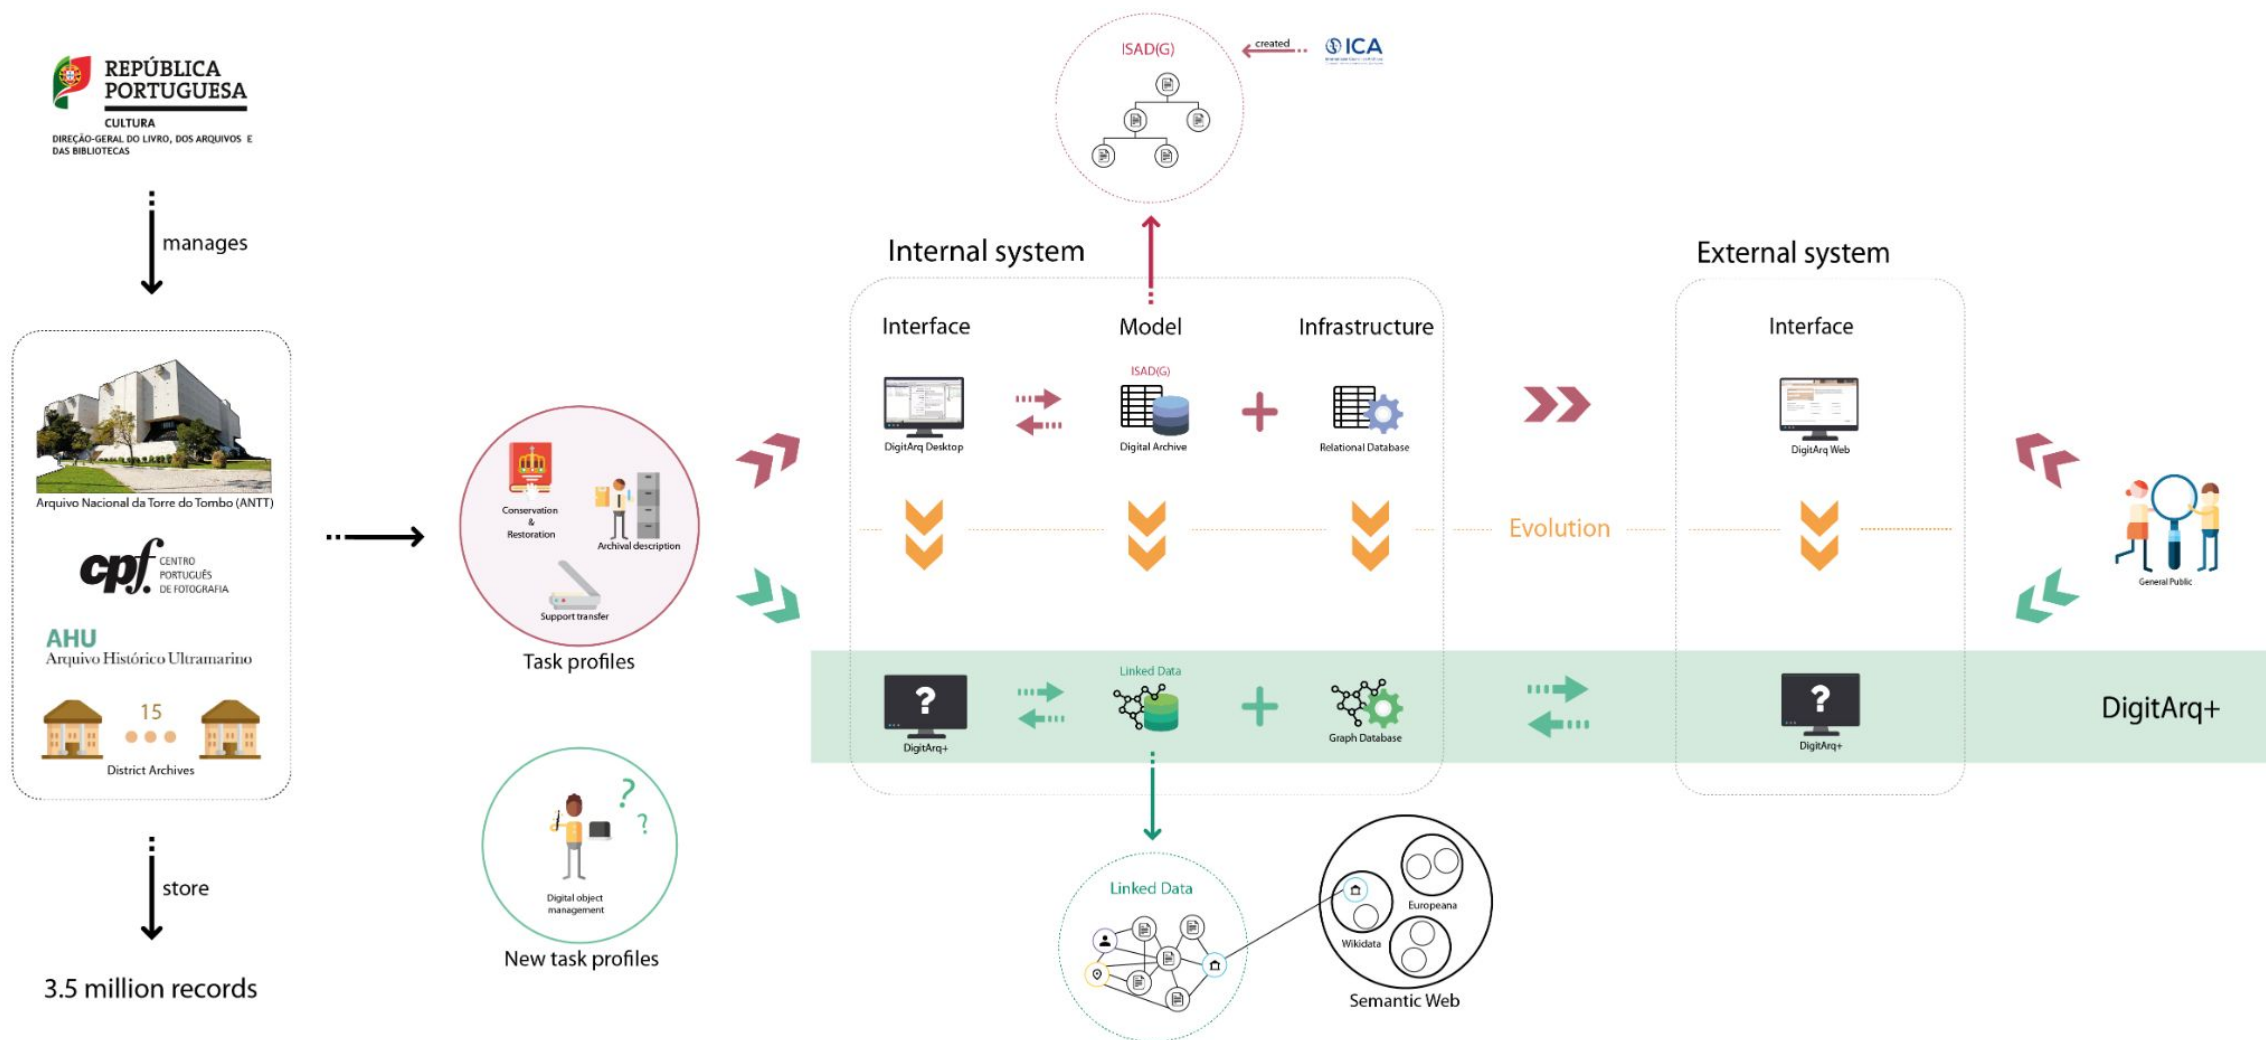 REPÚBLICA
PORTUGUESA
CULTURA
DIREÇÃO-GERAL DO LIVRO, DOS ARQUIVOS E
DAS BIBLIOTECAS
manages
Arquivo Nacional da Torre do Tombo (ANTT)
cpf.
CENTRO
PORTUGUÊS
DE FOTOGRAFIA
AHU
Arquivo Histórico Ultramarino
15
District Archives
store
3.5 million records
Conservation
&
Restoration
Archival description
Support transfer
Task profiles
? ?
Digital object
management
New task profiles
ISAD(G)
created
ICA
Internal system
Interface
Model
Infrastructure
ISAD(G)
DigitArq Desktop
Digital Archive
Relational Database
External system
Interface
DigitArq Web
General Public
Evolution
?
DigitArq+
Linked Data
Graph Database
?
DigitArq+
DigitArq+
Linked Data
Europeana
Wikidata
Semantic Web